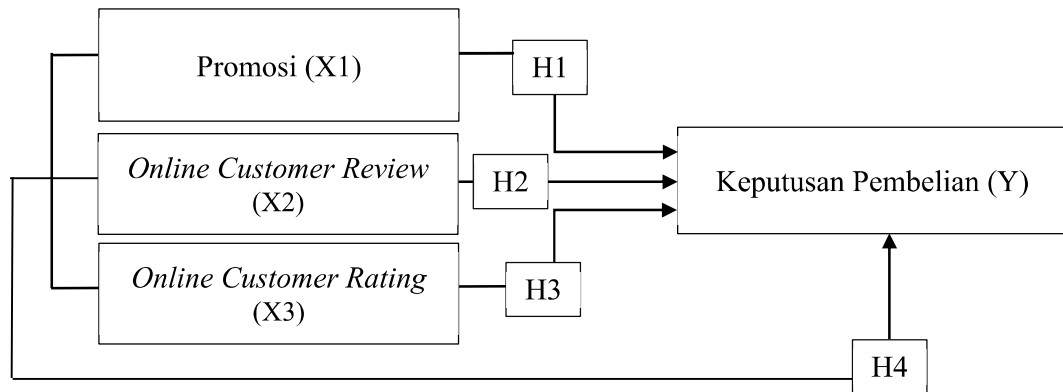 Promosi (X1)
H1
Online Customer Review
(X2)
H2
Keputusan Pembelian (Y)
Online Customer Rating
(X3)
H3
H4